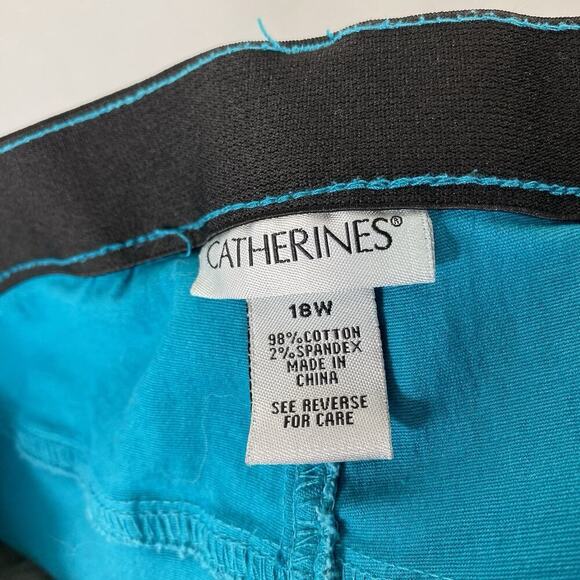 CATHERINES®
18W
98%COTTON
2%SPANDEX
MADE IN
CHINA
SEE REVERSE
FOR CARE